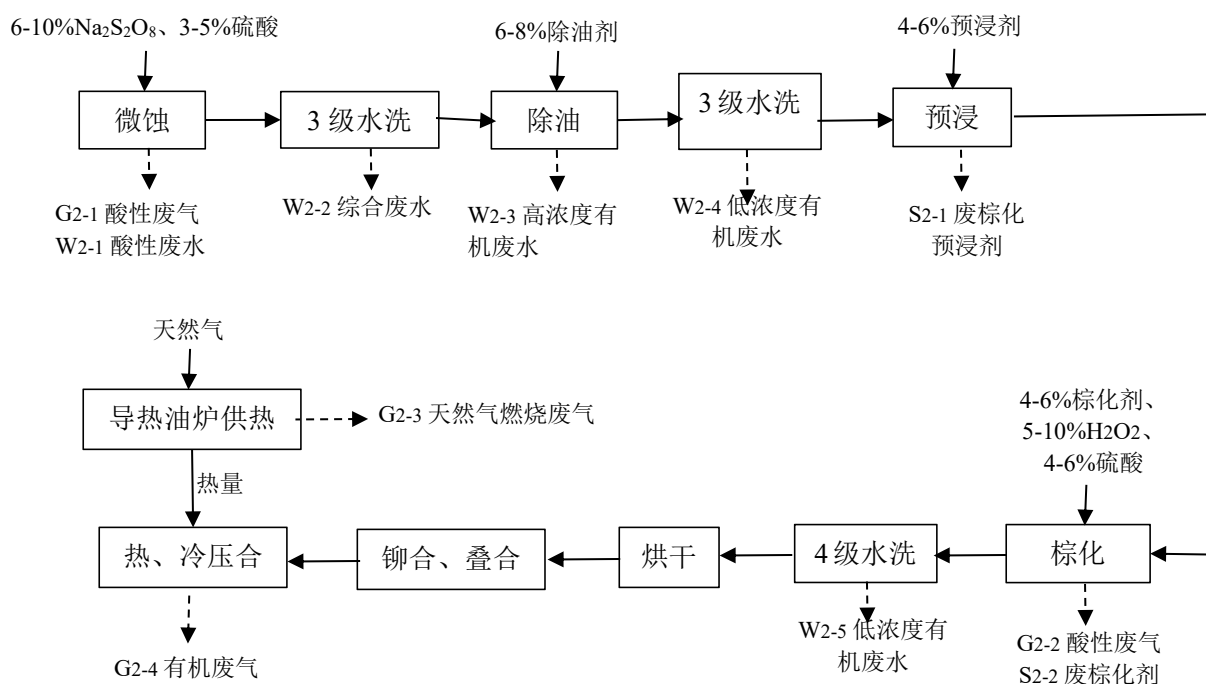 6-10%Na₂S₂O₈、3-5%硫酸
6-8%除油剂
4-6%预浸剂
微蚀
3 级水洗
除油
3 级水洗
预浸
G2-1 酸性废气
W2-1 酸性废水
W2-2 综合废水
W2-3 高浓度有
机废水
W2-4 低浓度有
机废水
S2-1 废棕化
预浸剂
天然气
导热油炉供热
G2-3 天然气燃烧废气
热量
4-6%棕化剂、
5-10%H2O2、
4-6%硫酸
热、冷压合
铆合、叠合
烘干
4 级水洗
棕化
G2-4 有机废气
W2-5 低浓度有
机废水
G2-2 酸性废气
S2-2 废棕化剂